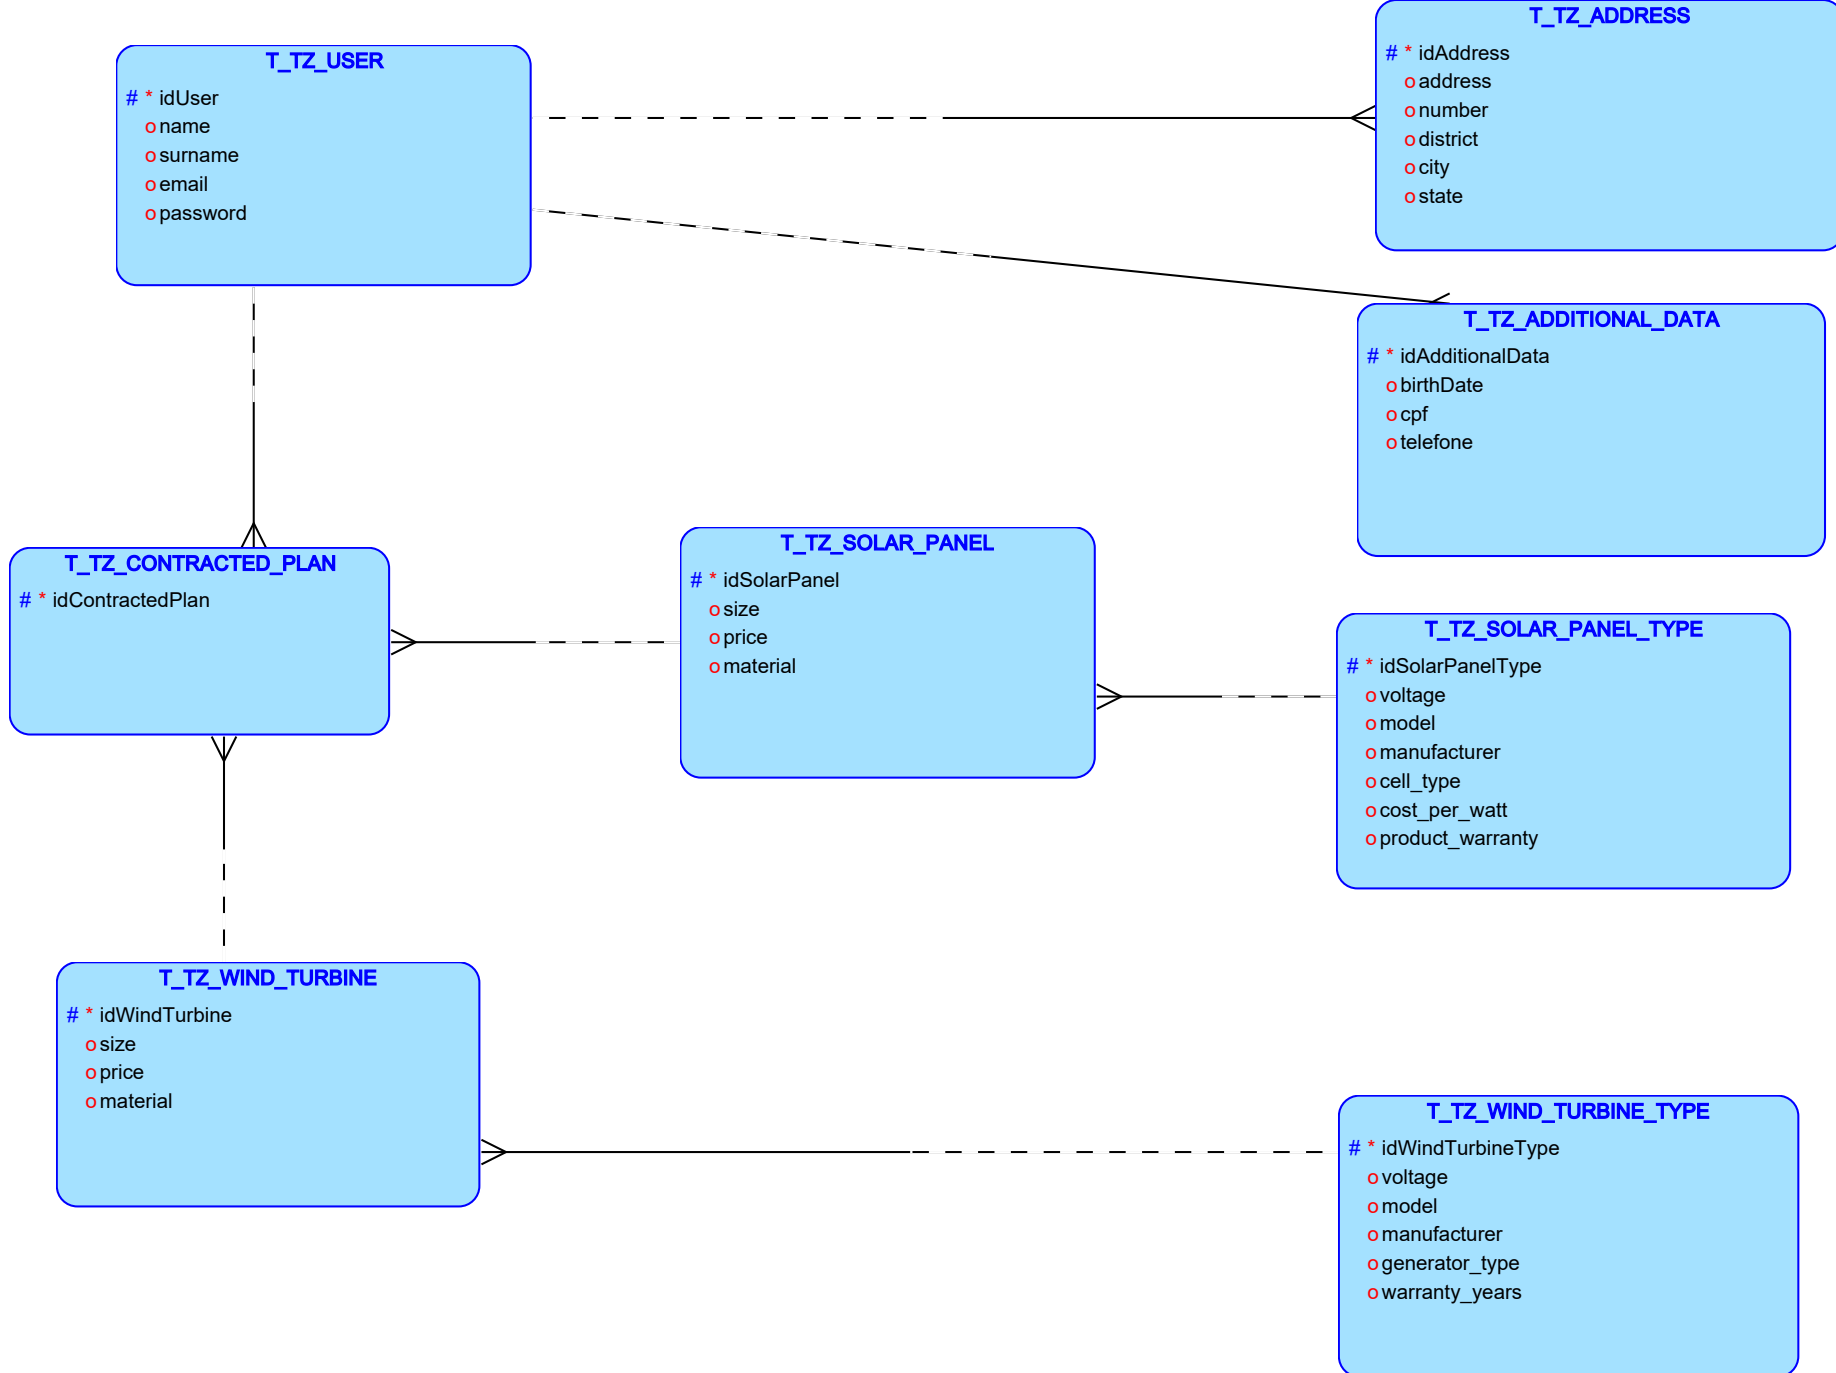 T_TZ_USER
# * idUser
o name
o surname
o email
o password
T_TZ_ADDRESS
# * idAddress
o address
o number
o district
o city
o state
T_TZ_ADDITIONAL_DATA
# * idAdditionalData
o birthDate
o cpf
o telefone
T_TZ_CONTRACTED_PLAN
# * idContractedPlan
T_TZ_SOLAR_PANEL
# * idSolarPanel
o size
o price
o material
T_TZ_SOLAR_PANEL_TYPE
# * idSolarPanelType
o voltage
o model
o manufacturer
o cell_type
o cost_per_watt
o product_warranty
T_TZ_WIND_TURBINE
# * idWindTurbine
o size
o price
o material
T_TZ_WIND_TURBINE_TYPE
# * idWindTurbineType
o voltage
o model
o manufacturer
o generator_type
o warranty_years